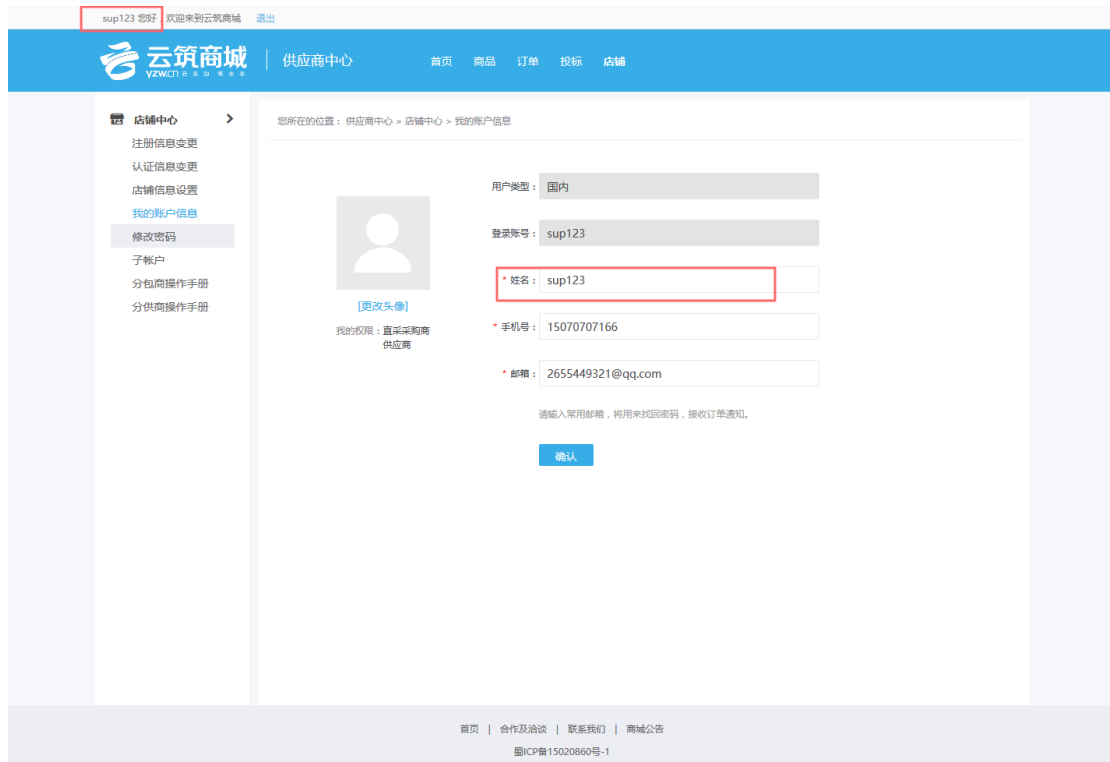 sup123 您好，欢迎来到云筑商城 退出
云筑商城 供应商中心 首页 商品 订单 投标 店铺
yzw.cn
店铺中心
注册信息变更
认证信息变更
店铺信息设置
我的账户信息
修改密码
子帐户
分包商操作手册
分供商操作手册
您所在的位置： 供应商中心 > 店铺中心 > 我的账户信息
[更改头像]
我的权限：直采采购商
供应商
用户类型： 国内
登录账号： sup123
* 姓名： sup123
* 手机号： 15070707166
* 邮箱： 2655449321@qq.com
请输入常用邮箱，将用来找回密码，接收订单通知。
确认
首页 | 合作及洽谈 | 联系我们 | 商城公告
蜀ICP备15020860号-1